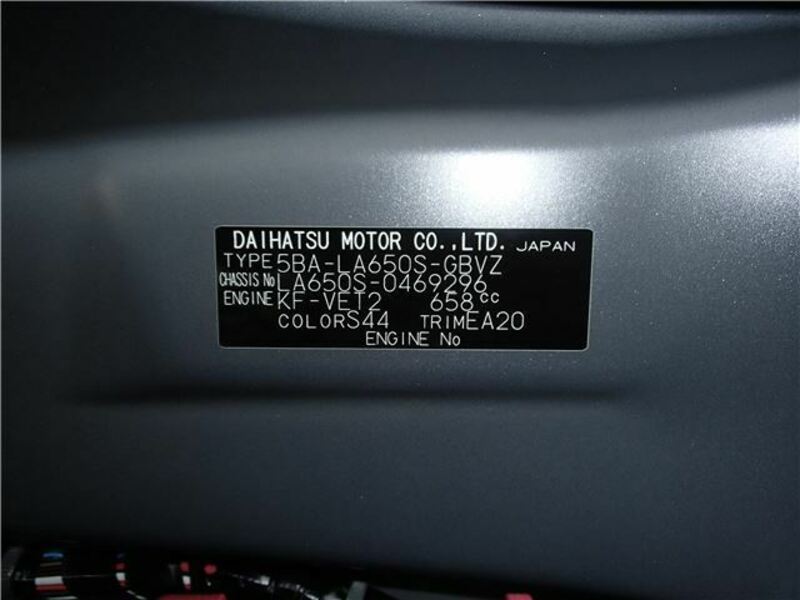 DAIHATSU MOTOR CO.,LTD. JAPAN
TYPE 5BA-LA650S-GBVZ
CHASSIS No LA650S-0469296
ENGINE KF-VET2 658cc
COLOR S44 TRIM EA20
ENGINE No